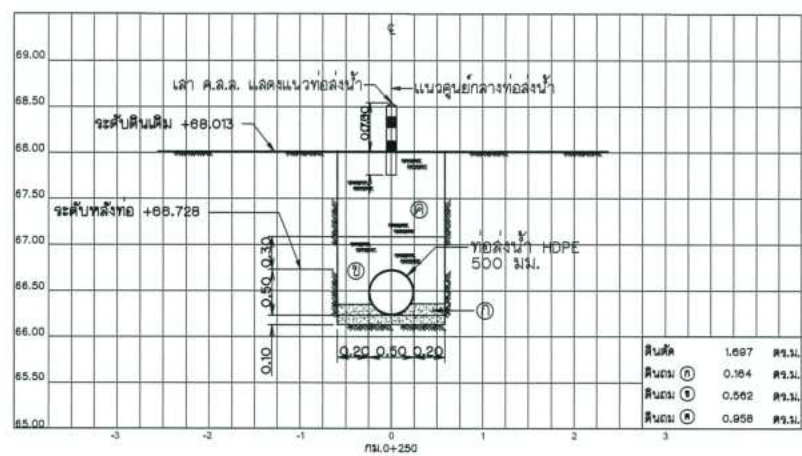 ℄
69.00
68.50
68.00
67.50
67.00
66.50
66.00
65.50
65.00
เสา ค.ส.ล. แสดงแนวท่อส่งน้ำ
แนวศูนย์กลางท่อส่งน้ำ
ระดับดินเดิม +68.013
ระดับหลังท่อ +66.728
ท่อส่งน้ำ HDPE
500 มม.
ค
ข
ก
0.30
0.50
0.10
0.20 0.50 0.20
ดินตัด 1.697 ตร.ม.
ดินถม ก 0.164 ตร.ม.
ดินถม ข 0.562 ตร.ม.
ดินถม ค 0.958 ตร.ม.
-3 -2 -1 0 1 2 3
กม.0+250